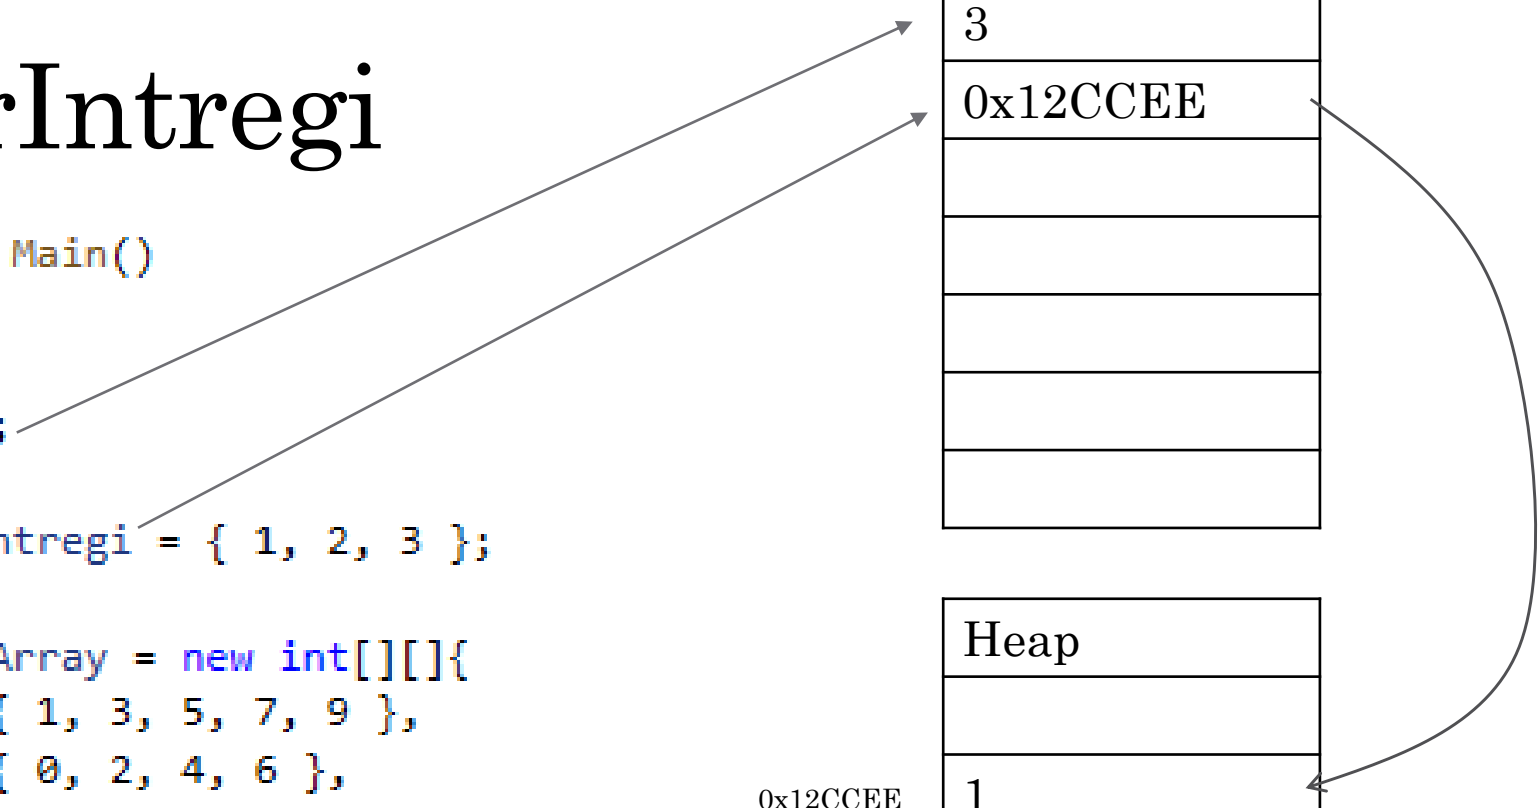 rIntregi
Main()
;
ntregi = { 1, 2, 3 };
Array = new int[][]{
{ 1, 3, 5, 7, 9 },
{ 0, 2, 4, 6 },
3
0x12CCEE
Heap
0x12CCEE
1